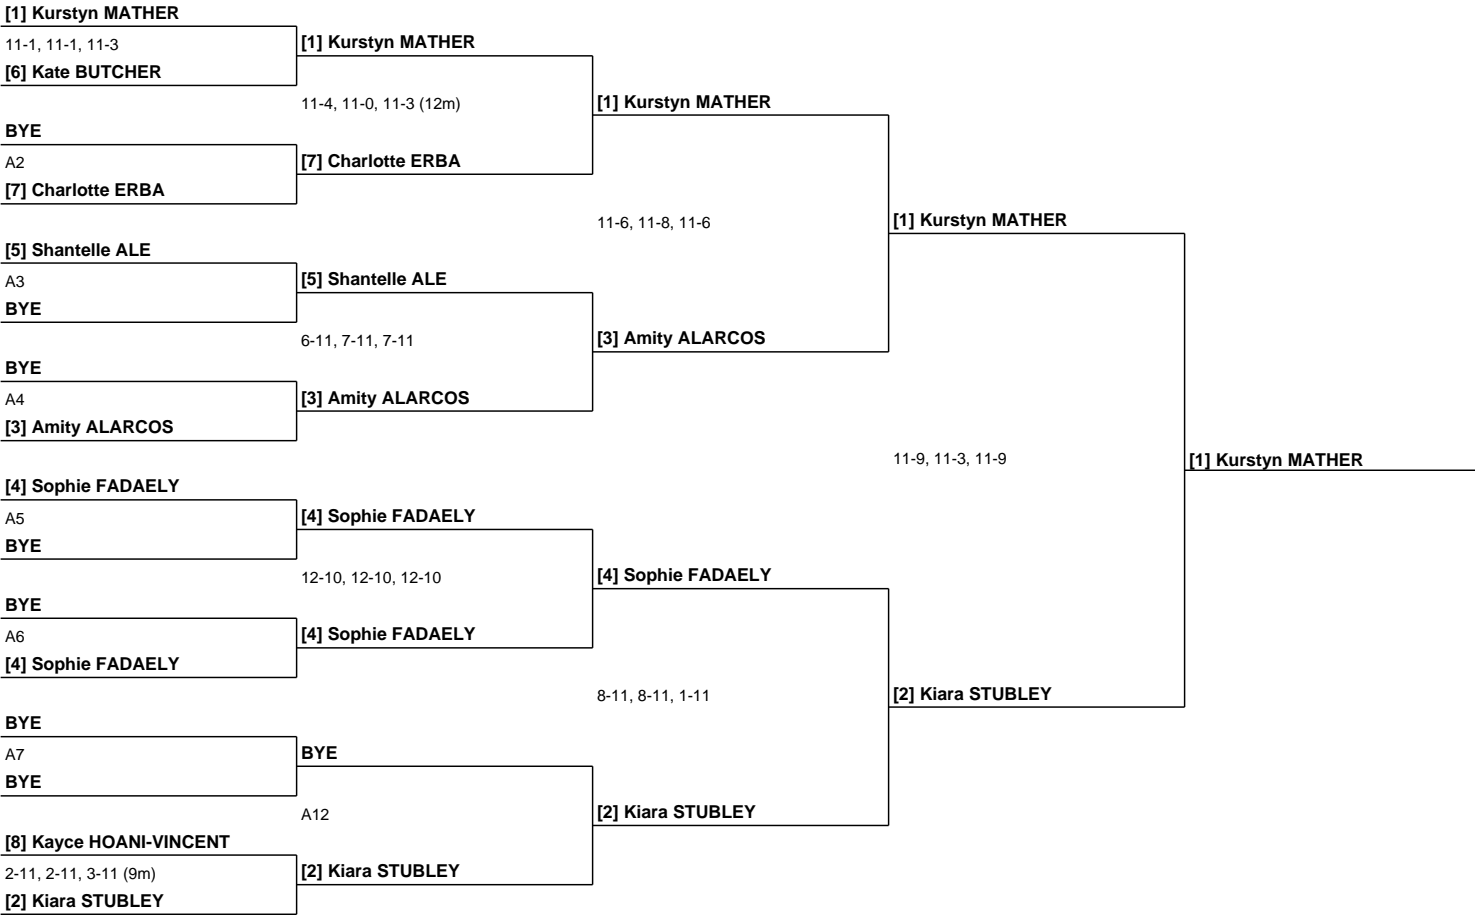 [1] Kurstyn MATHER
11-1, 11-1, 11-3
[6] Kate BUTCHER
BYE
A2
[7] Charlotte ERBA
[5] Shantelle ALE
A3
BYE
BYE
A4
[3] Amity ALARCOS
[4] Sophie FADAELY
A5
BYE
BYE
A6
[4] Sophie FADAELY
BYE
A7
BYE
[8] Kayce HOANI-VINCENT
2-11, 2-11, 3-11 (9m)
[2] Kiara STUBLEY
[1] Kurstyn MATHER
11-4, 11-0, 11-3 (12m)
[7] Charlotte ERBA
[5] Shantelle ALE
6-11, 7-11, 7-11
[3] Amity ALARCOS
[4] Sophie FADAELY
12-10, 12-10, 12-10
[4] Sophie FADAELY
BYE
A12
[2] Kiara STUBLEY
[1] Kurstyn MATHER
11-6, 11-8, 11-6
[3] Amity ALARCOS
[4] Sophie FADAELY
8-11, 8-11, 1-11
[2] Kiara STUBLEY
[1] Kurstyn MATHER
11-9, 11-3, 11-9
[2] Kiara STUBLEY
[1] Kurstyn MATHER